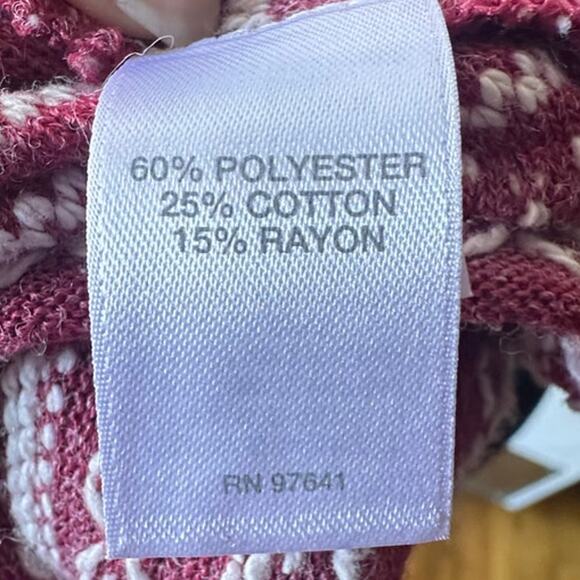 60% POLYESTER
25% COTTON
15% RAYON
RN 97641